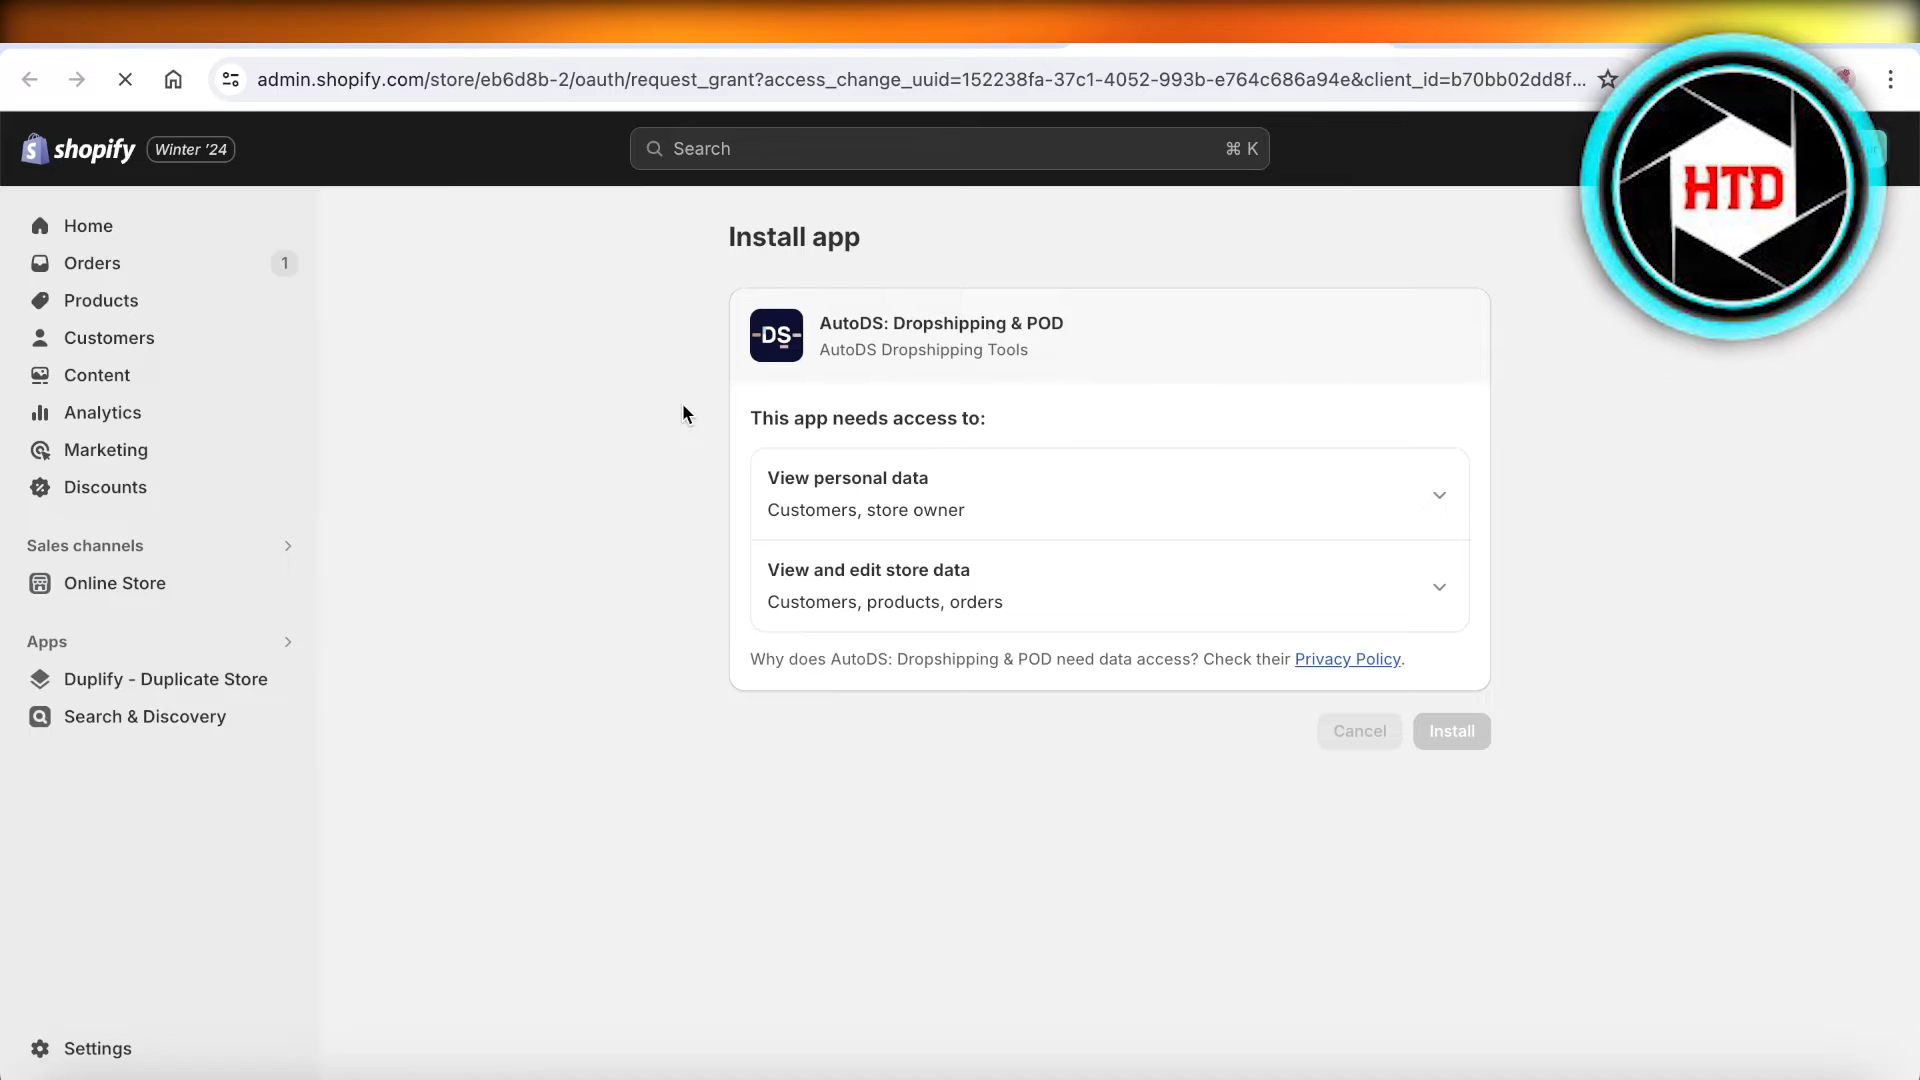 admin.shopify.com/store/eb6d8b-2/oauth/request_grant?access_change_uuid=152238fa-37c1-4052-993b-e764c686a94e&client_id=b70bb02dd8f...
shopify
Winter '24
Search
⌘ K
HTD
Home
Orders
1
Products
Customers
Content
Analytics
Marketing
Discounts
Sales channels
Online Store
Apps
Duplify - Duplicate Store
Search & Discovery
Settings
Install app
DS
AutoDS: Dropshipping & POD
AutoDS Dropshipping Tools
This app needs access to:
View personal data
Customers, store owner
View and edit store data
Customers, products, orders
Why does AutoDS: Dropshipping & POD need data access? Check their Privacy Policy.
Cancel
Install